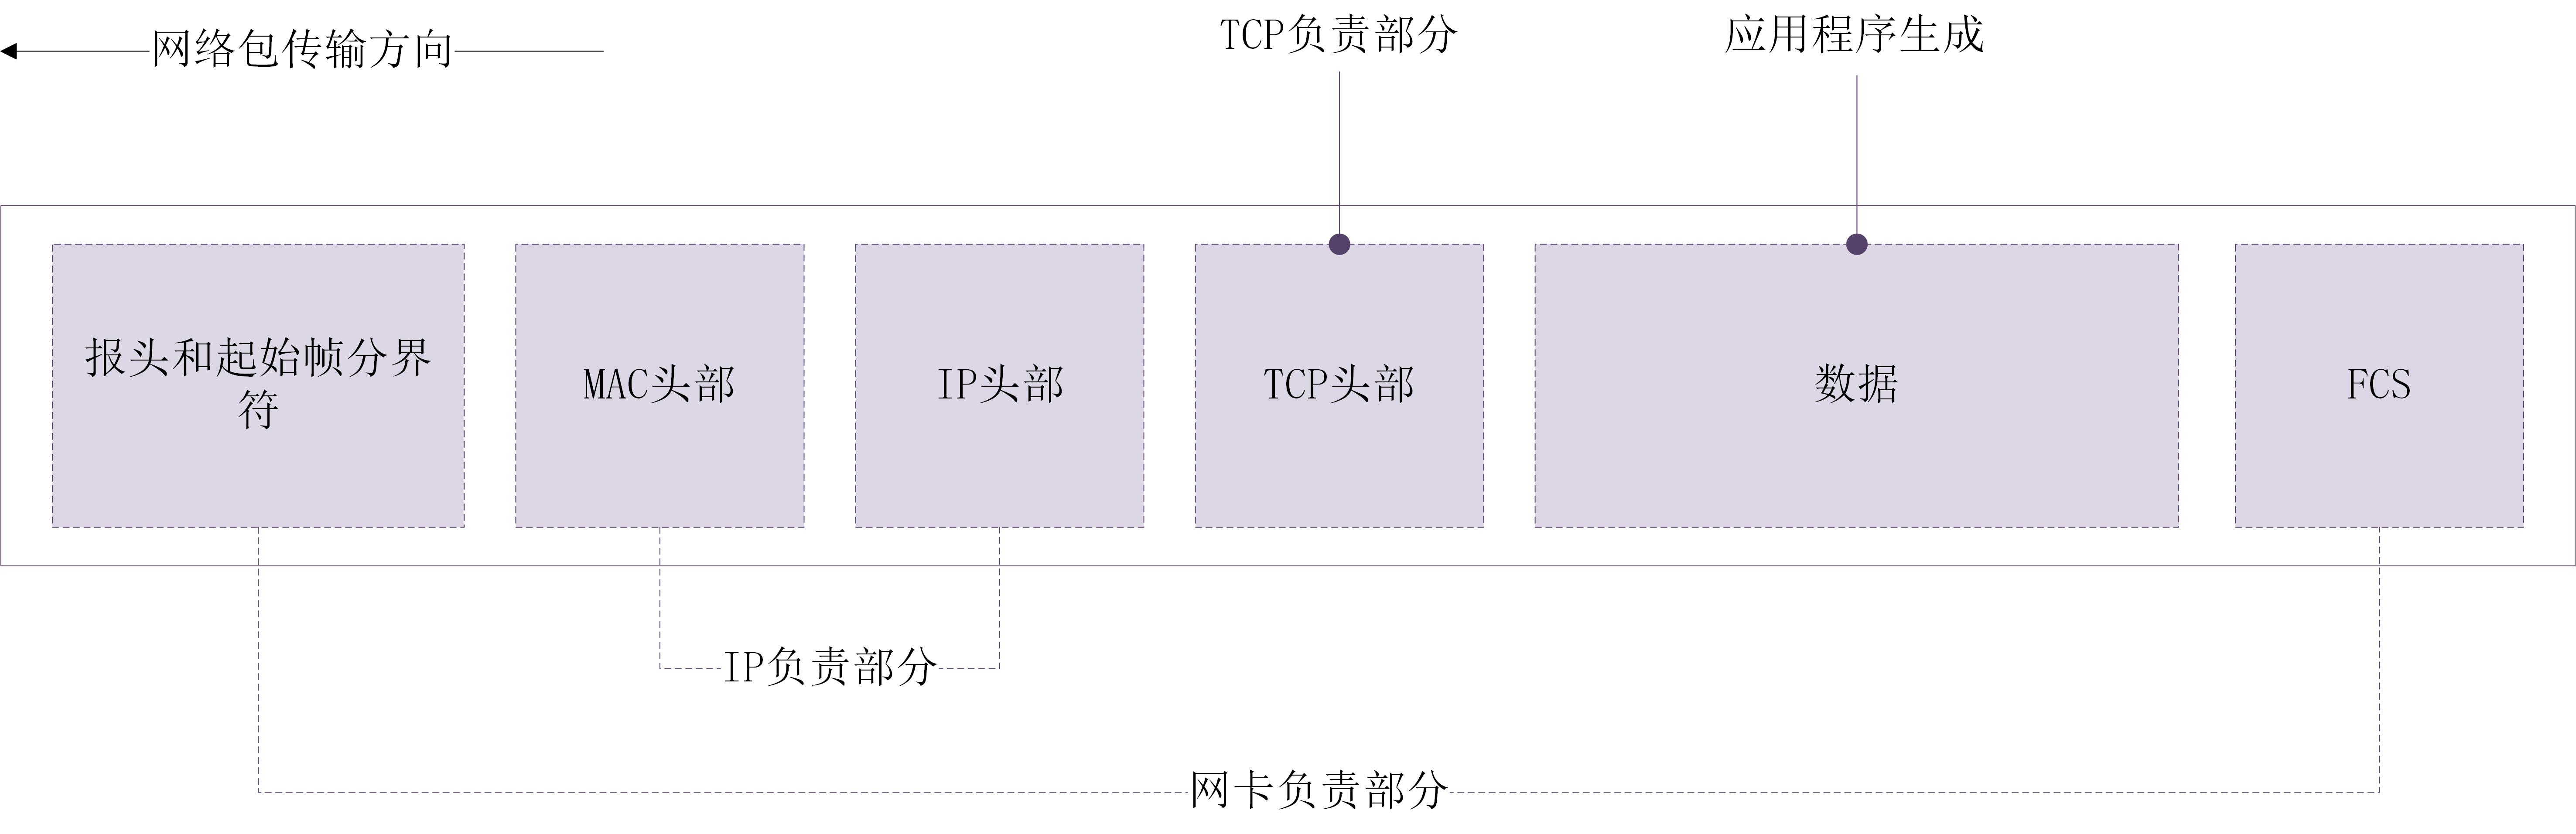 网络包传输方向
TCP负责部分
应用程序生成
报头和起始帧分界
符
MAC头部
IP头部
TCP头部
数据
FCS
IP负责部分
网卡负责部分